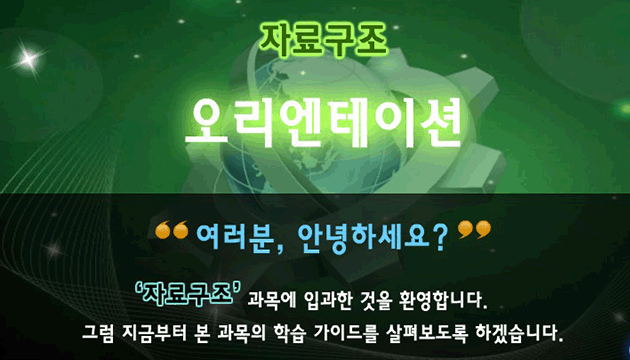 자료구조
오리엔테이션
“ 여러분, 안녕하세요? ”
‘자료구조’ 과목에 입과한 것을 환영합니다.
그럼 지금부터 본 과목의 학습 가이드를 살펴보도록 하겠습니다.